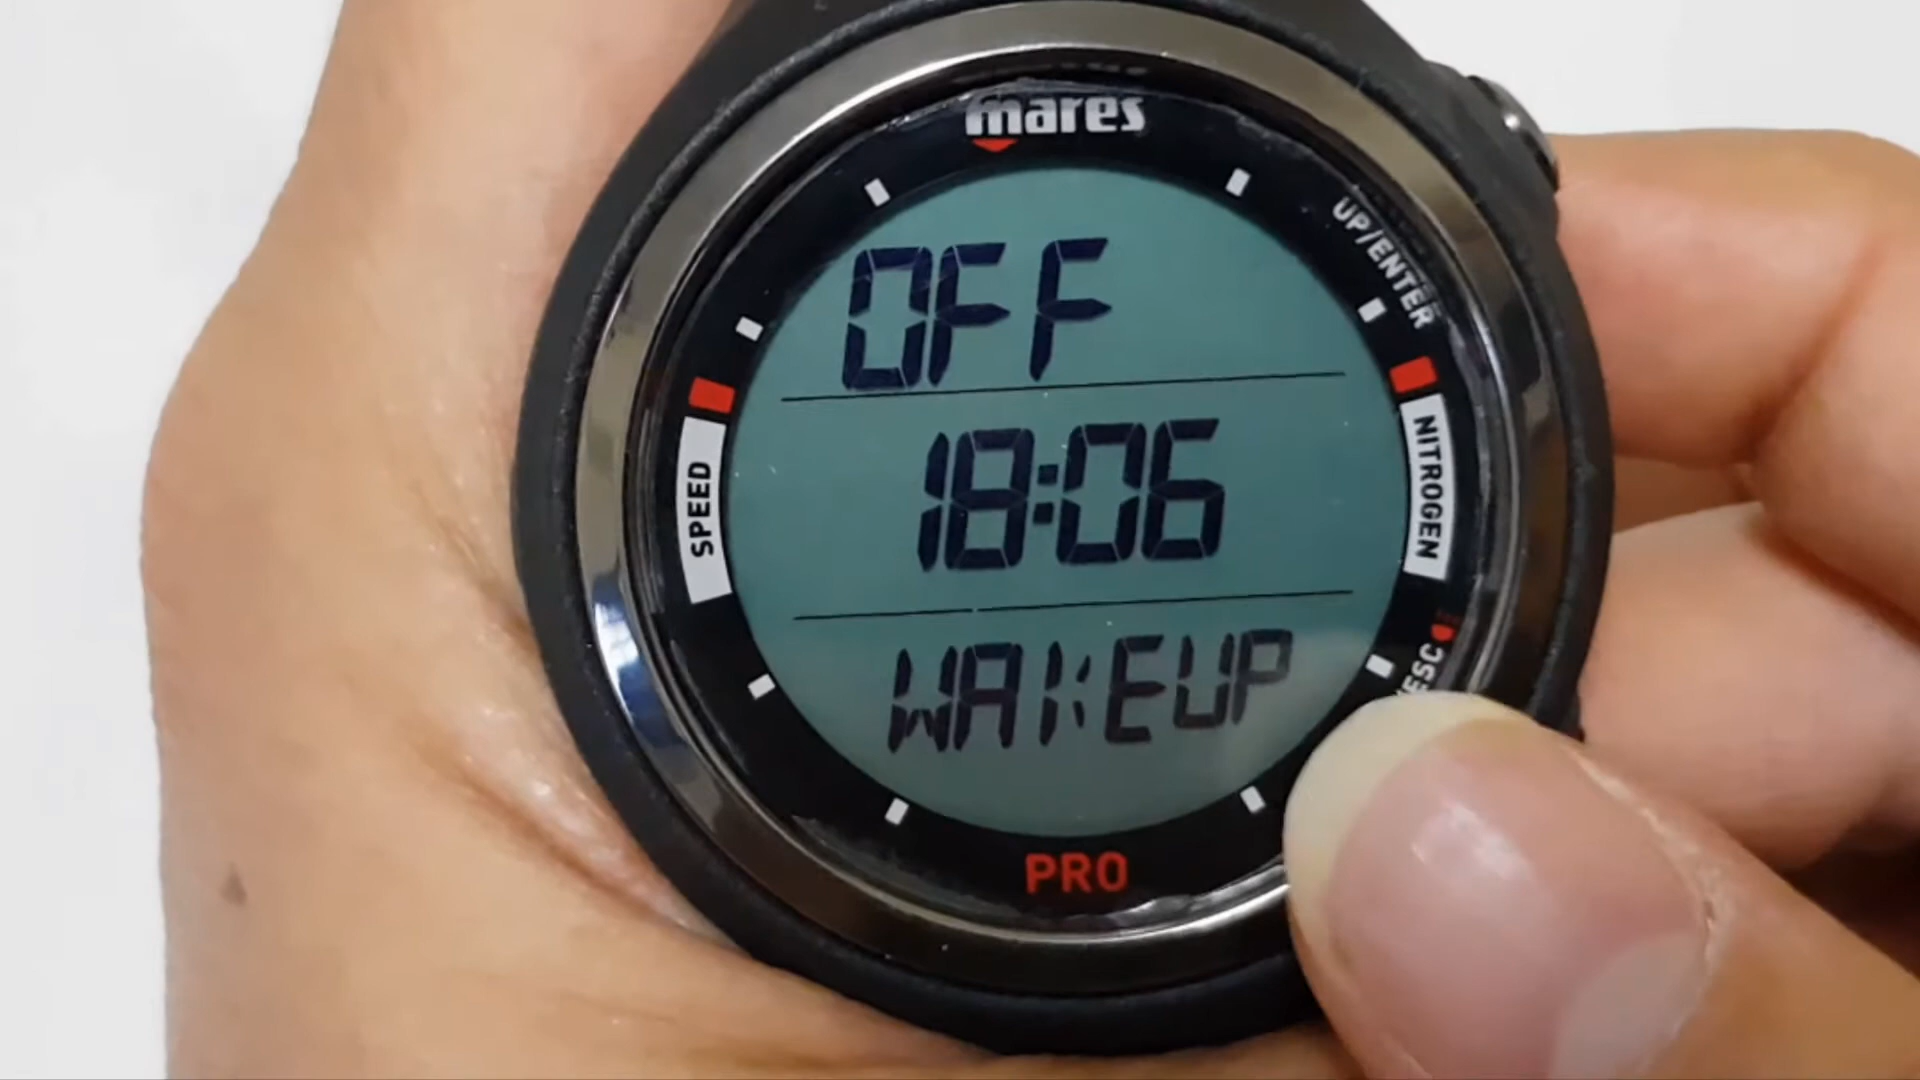 mares
UP/ENTER
OFF
SPEED
18:06
NITROGEN
ESC
WAKEUP
PRO